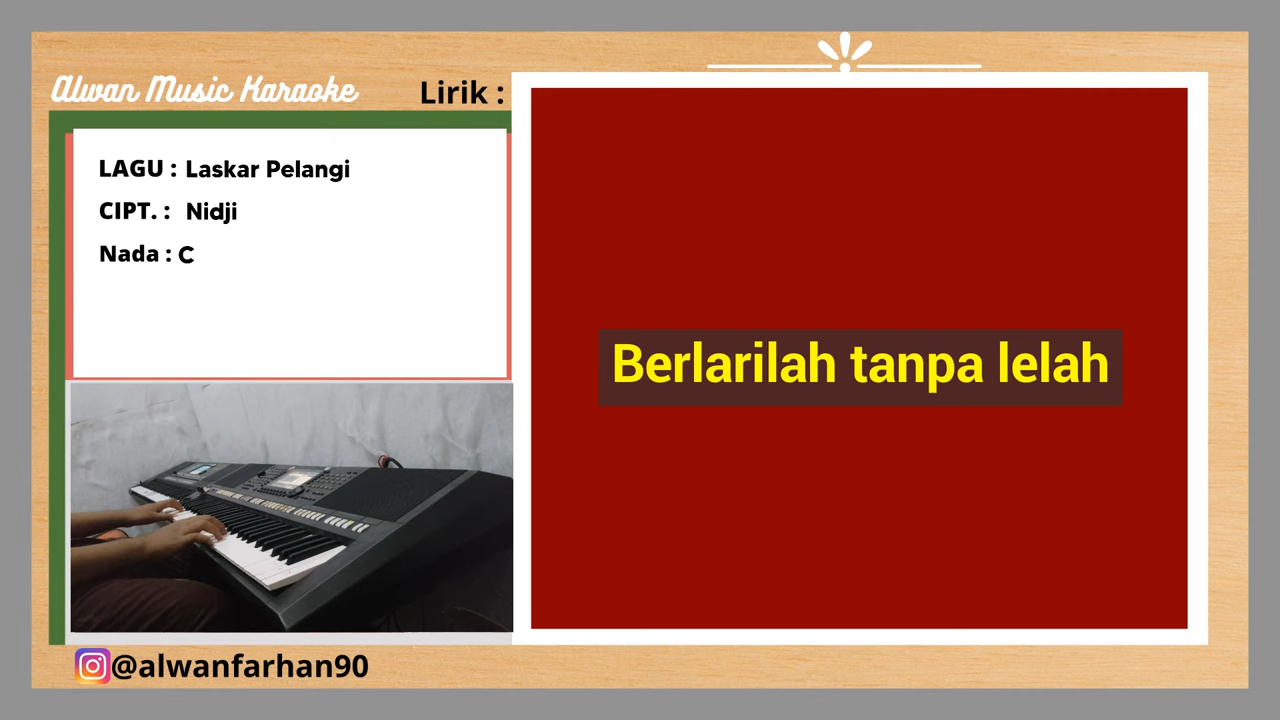 Alwan Music Karaoke
Lirik :
LAGU : Laskar Pelangi
CIPT. : Nidji
Nada : C
Berlarilah tanpa lelah
@alwanfarhan90